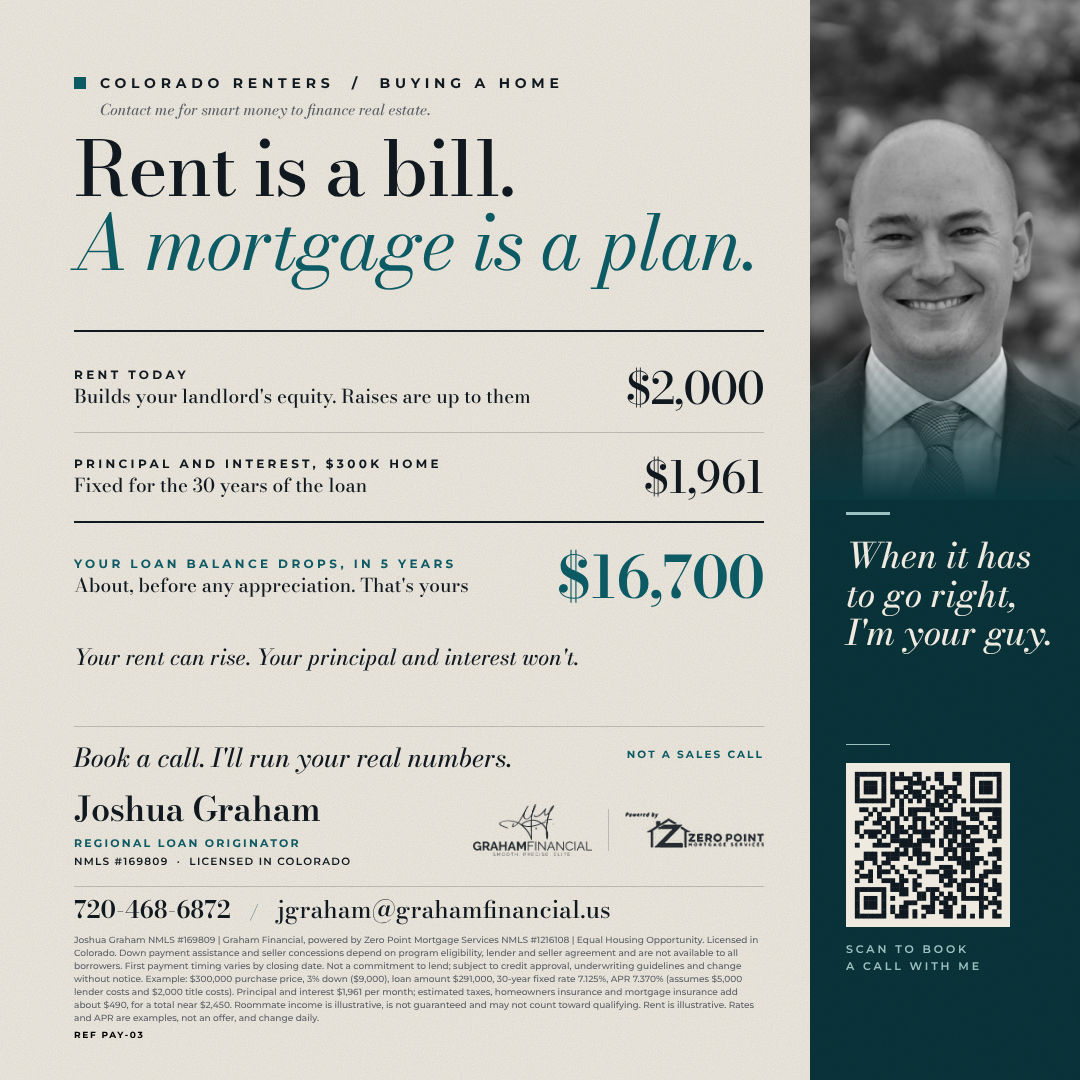 COLORADO RENTERS / BUYING A HOME
Contact me for smart money to finance real estate.
Rent is a bill.
A mortgage is a plan.
RENT TODAY
Builds your landlord's equity. Raises are up to them
$2,000
PRINCIPAL AND INTEREST, $300K HOME
Fixed for the 30 years of the loan
$1,961
YOUR LOAN BALANCE DROPS, IN 5 YEARS
About, before any appreciation. That's yours
$16,700
Your rent can rise. Your principal and interest won't.
Book a call. I'll run your real numbers.
NOT A SALES CALL
Joshua Graham
REGIONAL LOAN ORIGINATOR
NMLS #169809 · LICENSED IN COLORADO
GRAHAMFINANCIAL
SMOOTH. PRECISE. ELITE.
Powered by
ZERO POINT
MORTGAGE SERVICES
720-468-6872 / jgraham@grahamfinancial.us
Joshua Graham NMLS #169809 | Graham Financial, powered by Zero Point Mortgage Services NMLS #1216108 | Equal Housing Opportunity. Licensed in
Colorado. Down payment assistance and seller concessions depend on program eligibility, lender and seller agreement and are not available to all
borrowers. First payment timing varies by closing date. Not a commitment to lend; subject to credit approval, underwriting guidelines and change
without notice. Example: $300,000 purchase price, 3% down ($9,000), loan amount $291,000, 30-year fixed rate 7.125%, APR 7.370% (assumes $5,000
lender costs and $2,000 title costs). Principal and interest $1,961 per month; estimated taxes, homeowners insurance and mortgage insurance add
about $490, for a total near $2,450. Roommate income is illustrative, is not guaranteed and may not count toward qualifying. Rent is illustrative. Rates
and APR are examples, not an offer, and change daily.
REF PAY-03
When it has
to go right,
I'm your guy.
SCAN TO BOOK
A CALL WITH ME